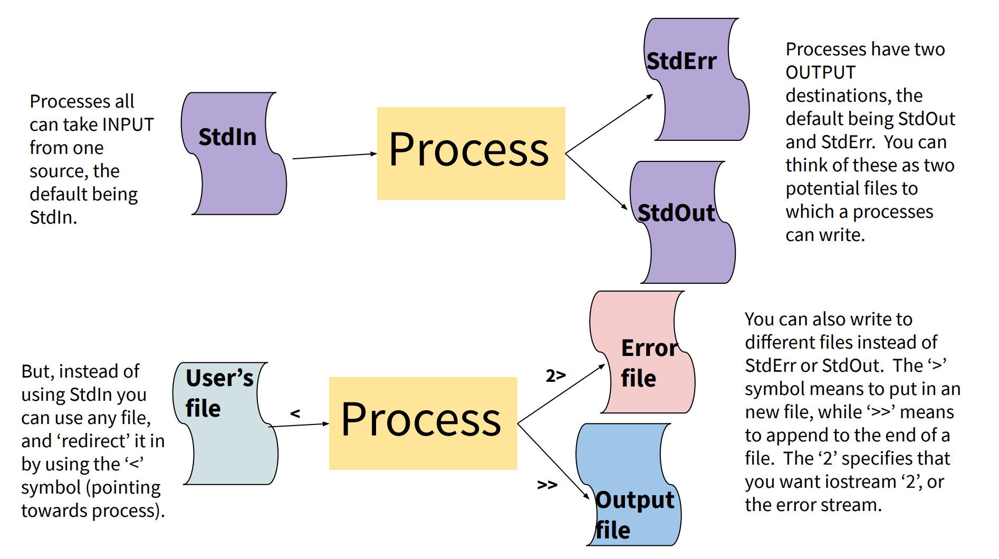 Processes all
can take INPUT
from one
source, the
default being
StdIn.
StdIn
Process
StdErr
StdOut
Processes have two
OUTPUT
destinations, the
default being StdOut
and StdErr.  You can
think of these as two
potential files to
which a processes
can write.
But, instead of
using StdIn you
can use any file,
and ‘redirect’ it in
by using the ‘<’
symbol (pointing
towards process).
User’s
file
<
Process
2>
>>
Error
file
Output
file
You can also write to
different files instead of
StdErr or StdOut.  The ‘>’
symbol means to put in an
new file, while ‘>>’ means
to append to the end of a
file.  The ‘2’ specifies that
you want iostream ‘2’, or
the error stream.